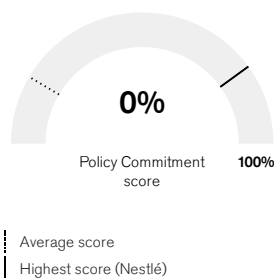 0%
Policy Commitment
score
100%
Average score
Highest score (Nestlé)